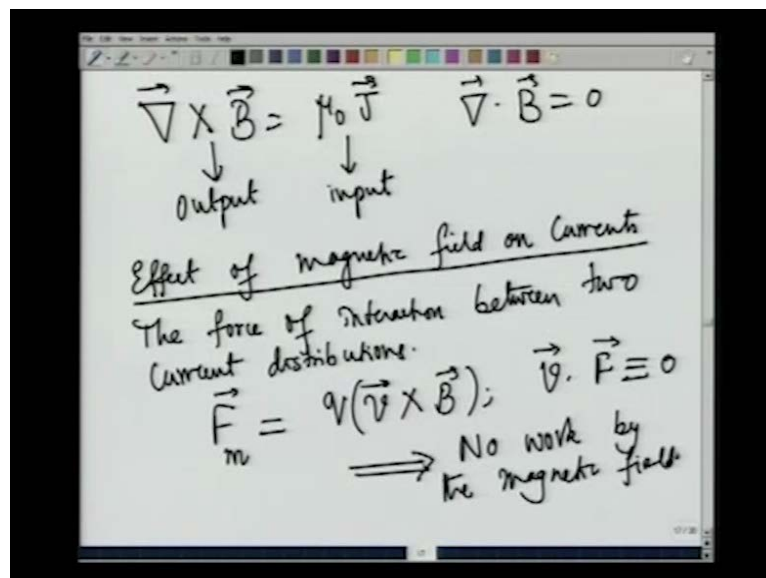 ∇⃗ × B⃗ = μ₀ J⃗   ∇⃗ · B⃗ = 0
↓ ↓
output   input
Effect of magnetic field on Currents
The force of interaction between two
Current distributions.
F⃗m = q(v⃗ × B⃗); v⃗ · F⃗ ≡ 0
⟹ No work by
the magnetic field.